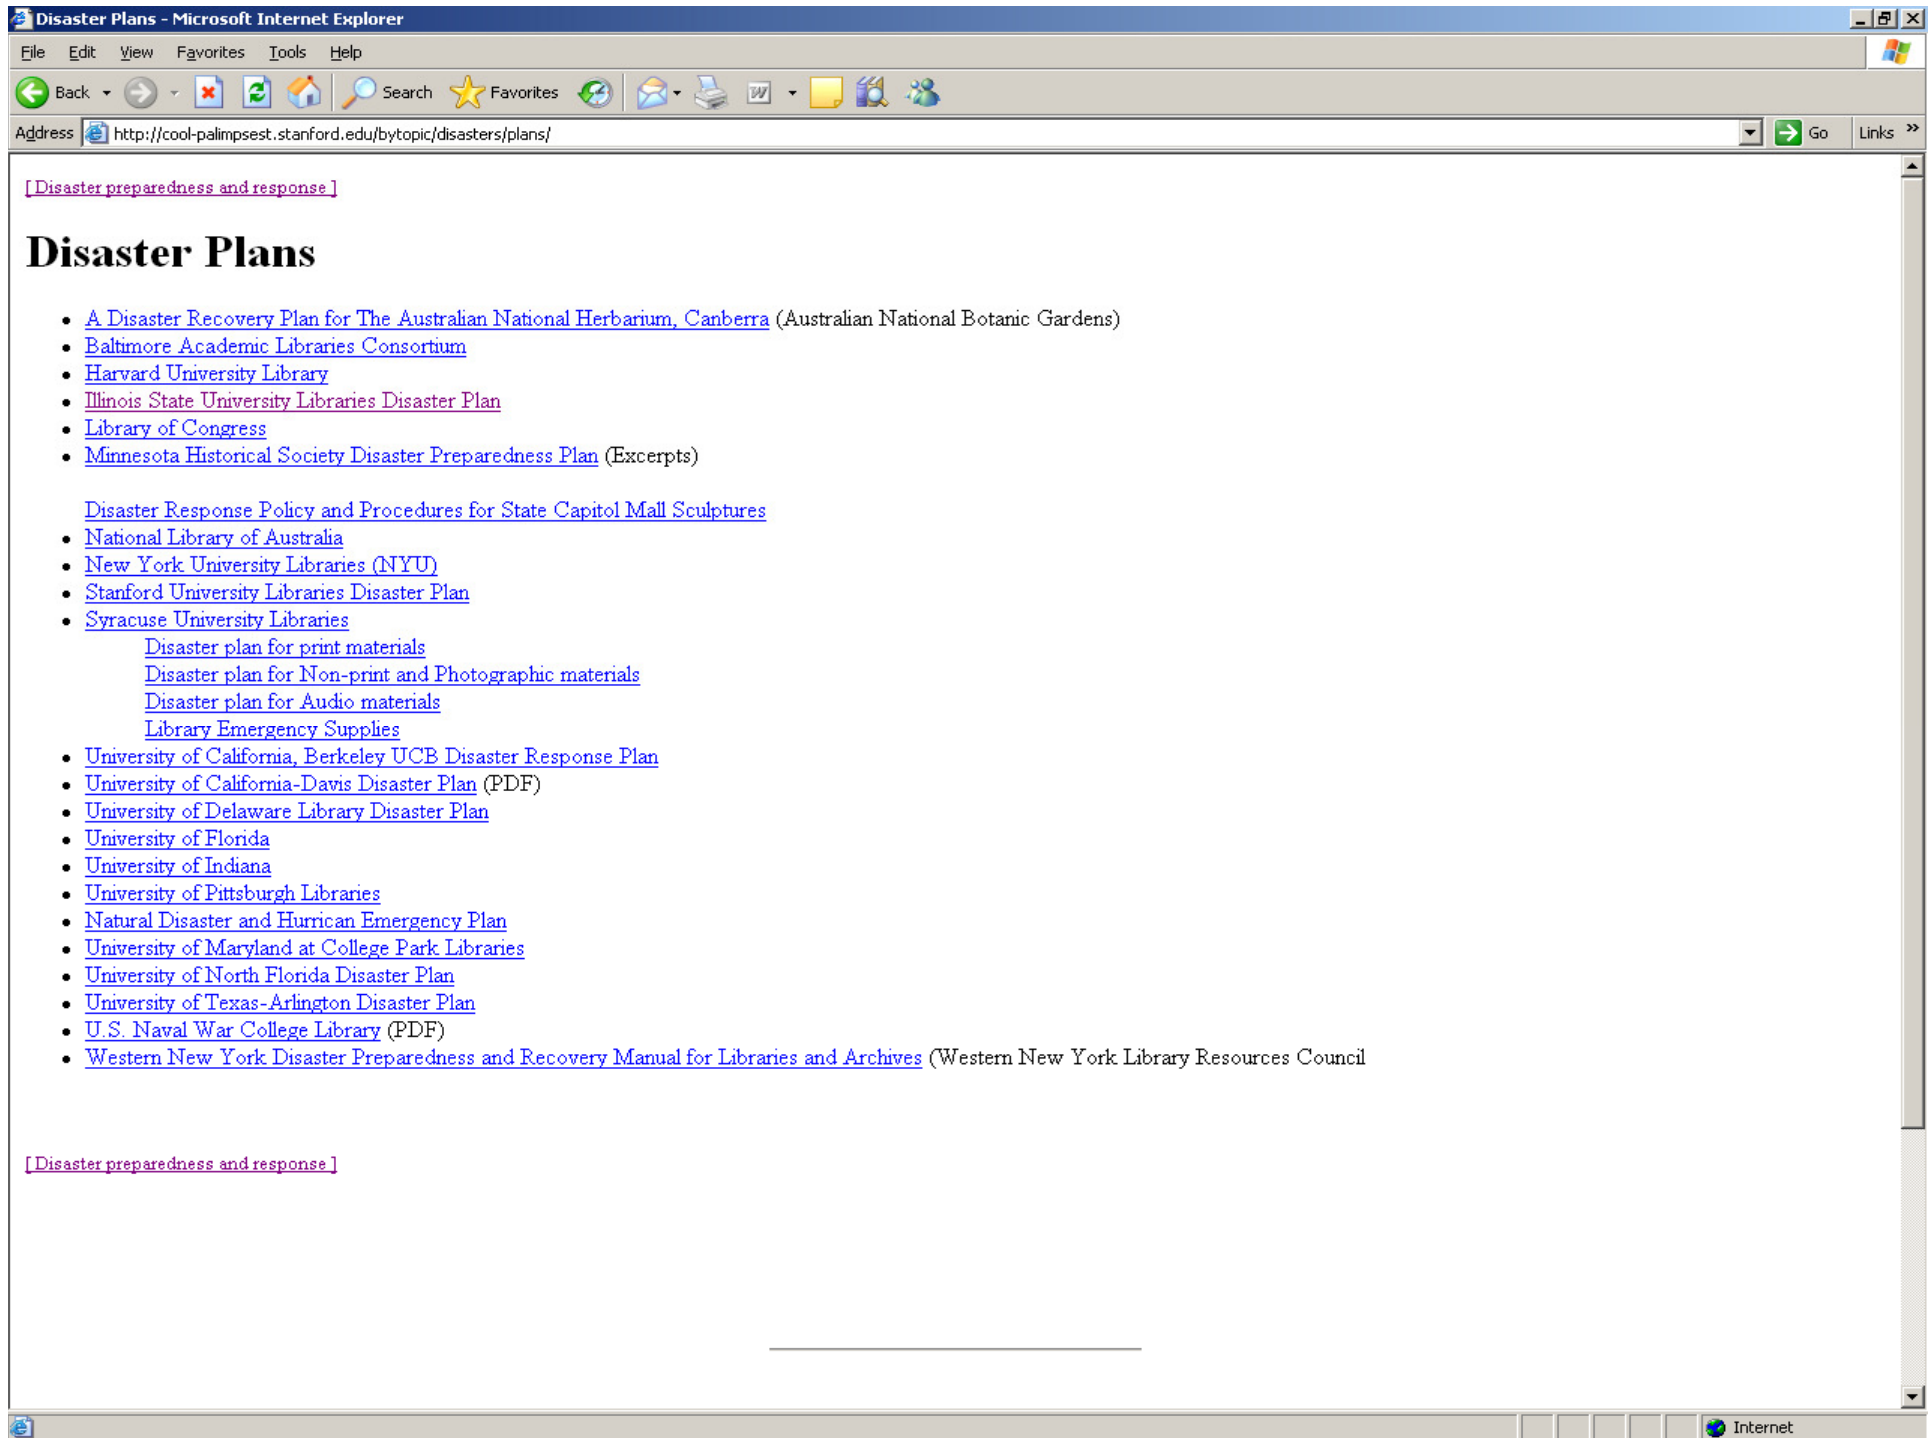 Disaster Plans - Microsoft Internet Explorer
File Edit View Favorites Tools Help
Back Search Favorites
Address http://cool-palimpsest.stanford.edu/bytopic/disasters/plans/ Go Links »
[ Disaster preparedness and response ]
Disaster Plans
• A Disaster Recovery Plan for The Australian National Herbarium, Canberra (Australian National Botanic Gardens)
• Baltimore Academic Libraries Consortium
• Harvard University Library
• Illinois State University Libraries Disaster Plan
• Library of Congress
• Minnesota Historical Society Disaster Preparedness Plan (Excerpts)
Disaster Response Policy and Procedures for State Capitol Mall Sculptures
• National Library of Australia
• New York University Libraries (NYU)
• Stanford University Libraries Disaster Plan
• Syracuse University Libraries
Disaster plan for print materials
Disaster plan for Non-print and Photographic materials
Disaster plan for Audio materials
Library Emergency Supplies
• University of California, Berkeley UCB Disaster Response Plan
• University of California-Davis Disaster Plan (PDF)
• University of Delaware Library Disaster Plan
• University of Florida
• University of Indiana
• University of Pittsburgh Libraries
• Natural Disaster and Hurrican Emergency Plan
• University of Maryland at College Park Libraries
• University of North Florida Disaster Plan
• University of Texas-Arlington Disaster Plan
• U.S. Naval War College Library (PDF)
• Western New York Disaster Preparedness and Recovery Manual for Libraries and Archives (Western New York Library Resources Council
[ Disaster preparedness and response ]
Internet